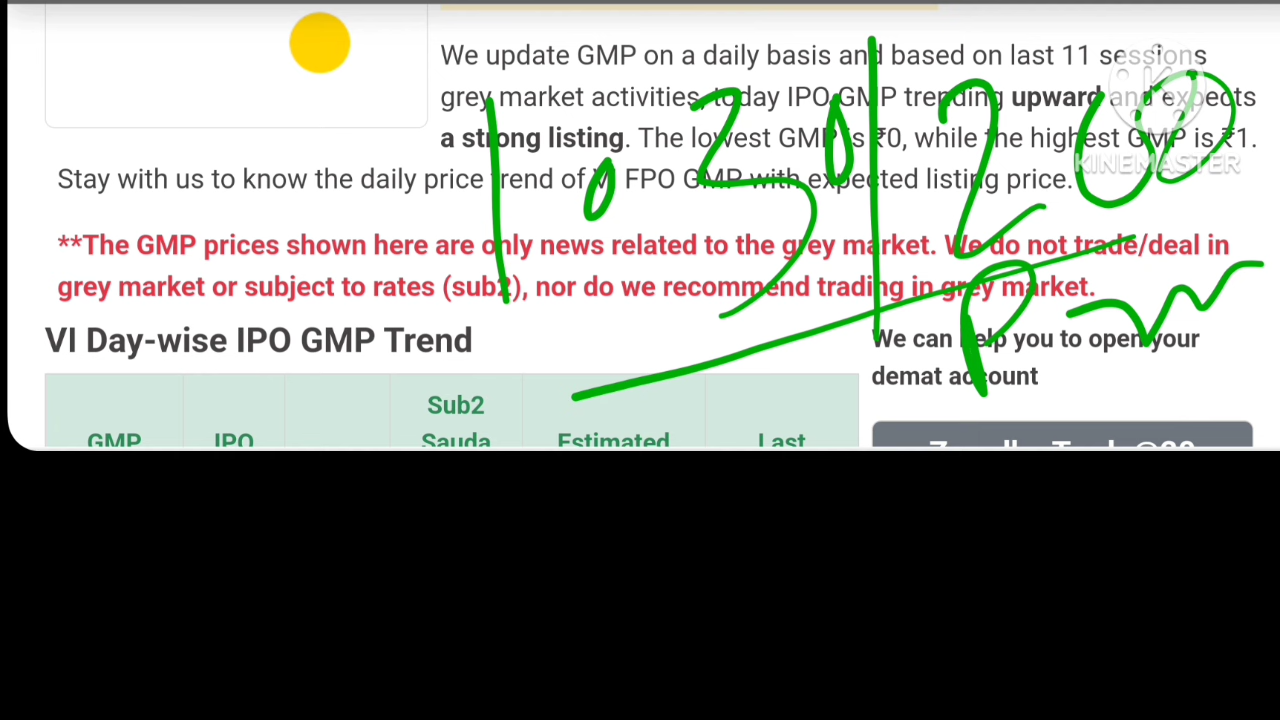 We update GMP on a daily basis and based on last 11 sessions
grey market activities, today IPO GMP trending upward and expects
a strong listing. The lowest GMP is ₹0, while the highest GMP is ₹1.
Stay with us to know the daily price trend of VI FPO GMP with expected listing price.
KINEMASTER
**The GMP prices shown here are only news related to the grey market. We do not trade/deal in
grey market or subject to rates (sub2), nor do we recommend trading in grey market.
1.30 | 2.00
Pm
VI Day-wise IPO GMP Trend
We can help you to open your
demat account
Sub2
GMP IPO Sauda Estimated Last